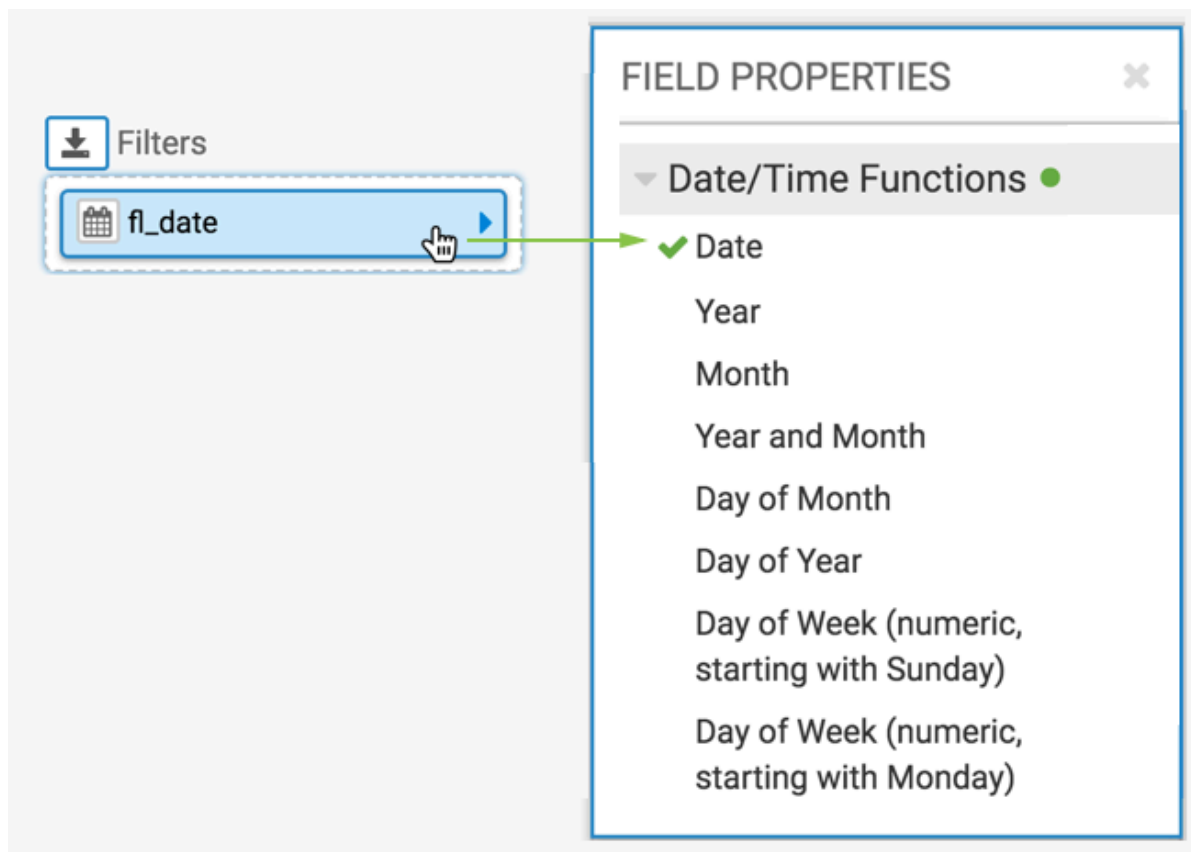 FIELD PROPERTIES
Filters
fl_date
Date/Time Functions
Date
Year
Month
Year and Month
Day of Month
Day of Year
Day of Week (numeric,
starting with Sunday)
Day of Week (numeric,
starting with Monday)